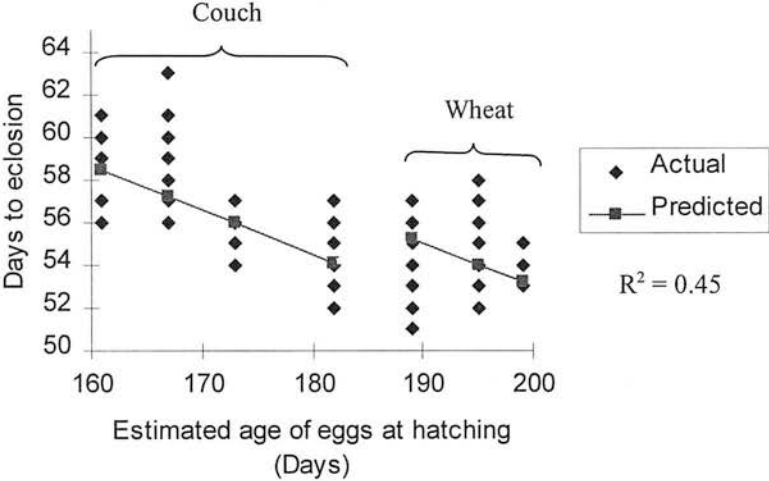 Couch
Wheat
64
62
60
58
56
54
52
50
Days to eclosion
160
170
180
190
200
Estimated age of eggs at hatching
(Days)
Actual
Predicted
R² = 0.45